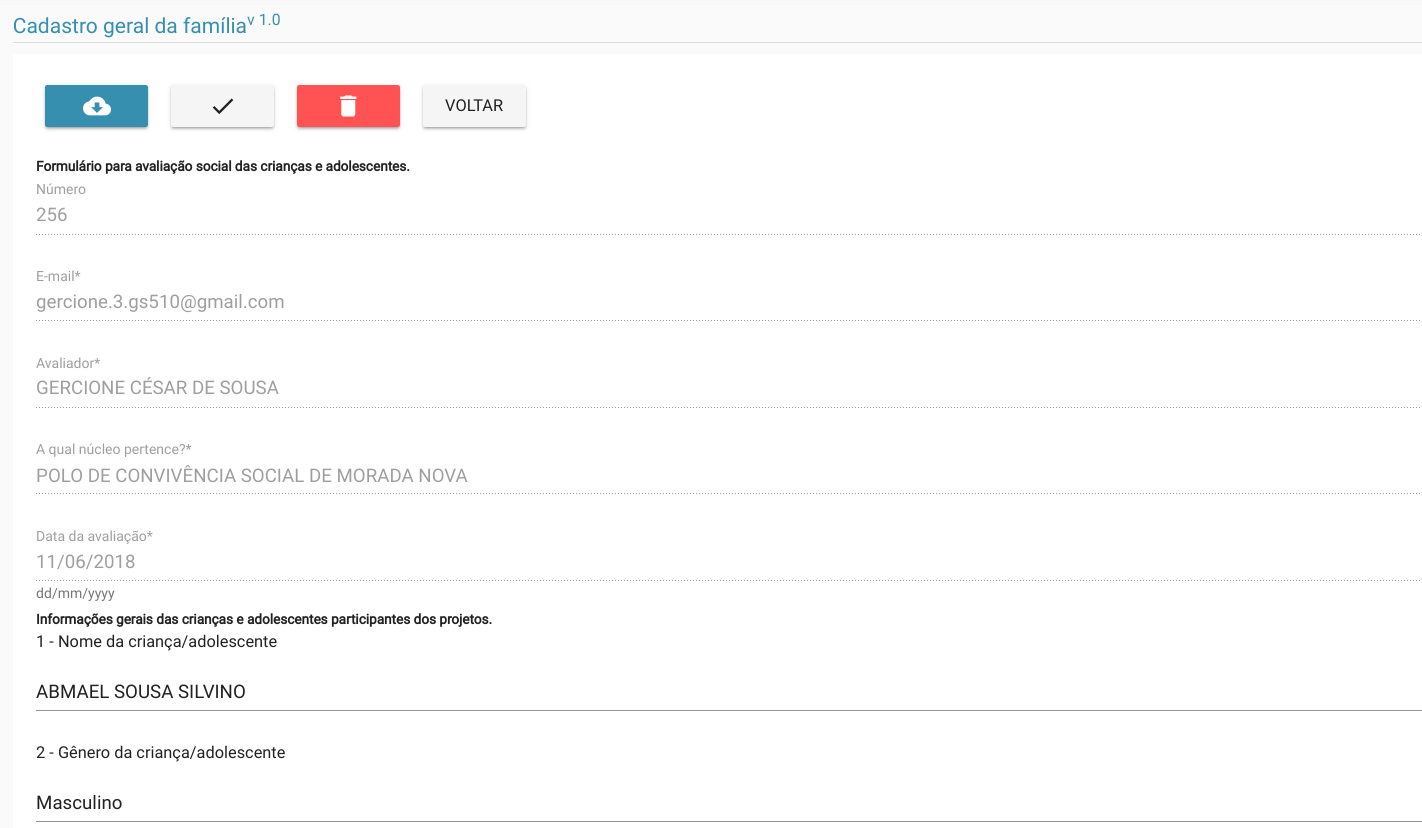 Cadastro geral da famíliav 1.0
VOLTAR
Formulário para avaliação social das crianças e adolescentes.
Número
256
E-mail*
gercione.3.gs510@gmail.com
Avaliador*
GERCIONE CÉSAR DE SOUSA
A qual núcleo pertence?*
POLO DE CONVIVÊNCIA SOCIAL DE MORADA NOVA
Data da avaliação*
11/06/2018
dd/mm/yyyy
Informações gerais das crianças e adolescentes participantes dos projetos.
1 - Nome da criança/adolescente
ABMAEL SOUSA SILVINO
2 - Gênero da criança/adolescente
Masculino